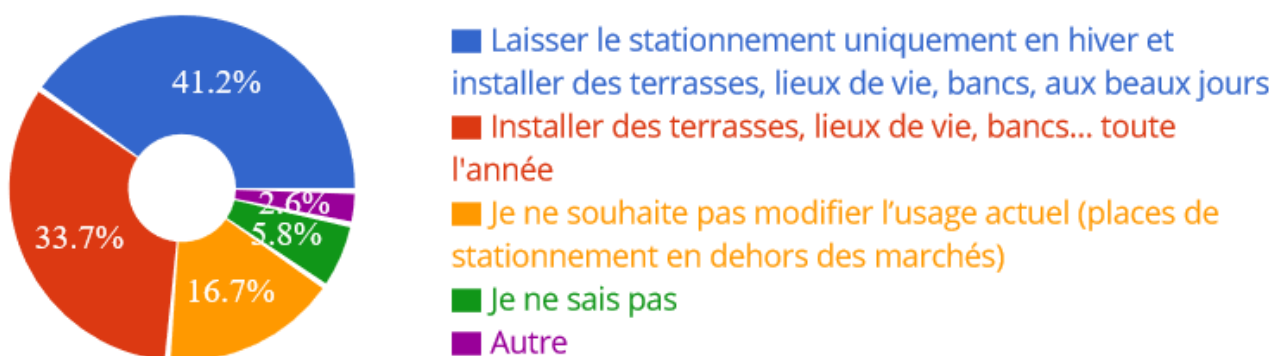 41.2%
33.7%
16.7%
5.8%
2.6%
Laisser le stationnement uniquement en hiver et
installer des terrasses, lieux de vie, bancs, aux beaux jours
Installer des terrasses, lieux de vie, bancs... toute
l'année
Je ne souhaite pas modifier l’usage actuel (places de
stationnement en dehors des marchés)
Je ne sais pas
Autre